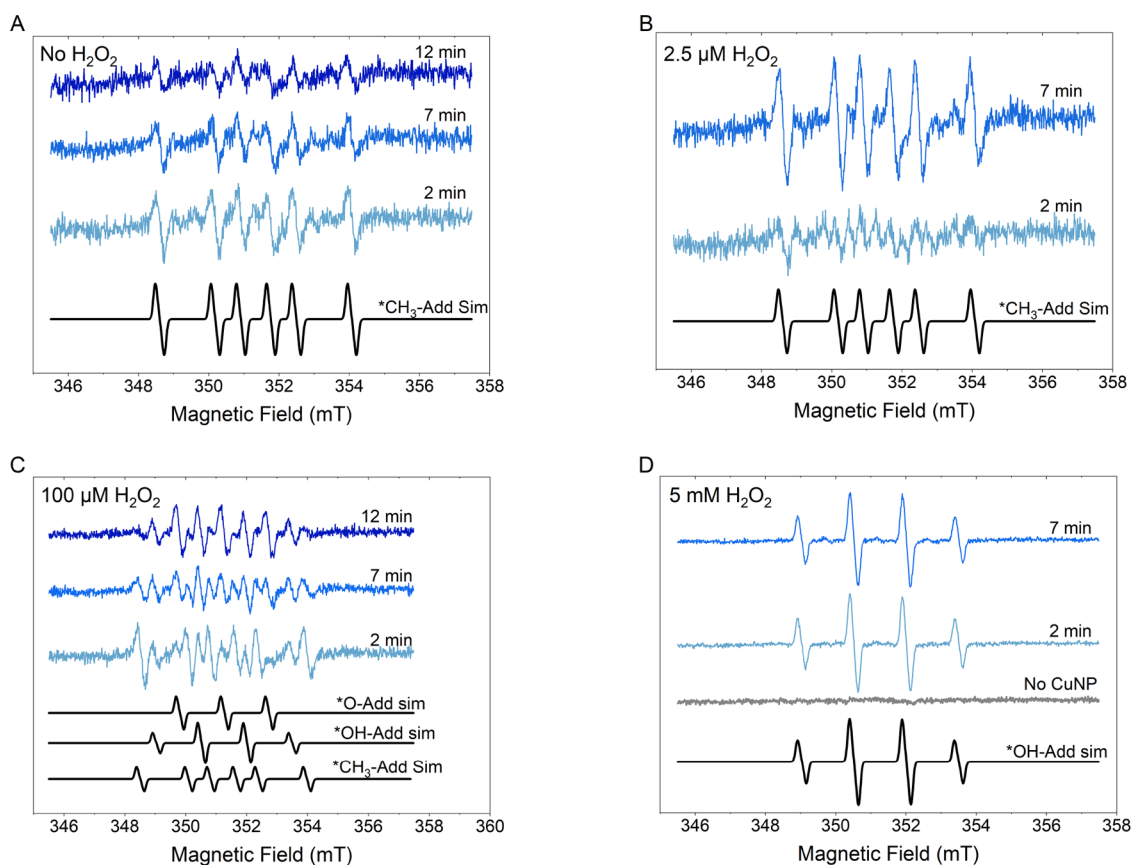 A
No H₂O₂
12 min
7 min
2 min
*CH₃-Add Sim
346 348 350 352 354 356 358
Magnetic Field (mT)
B
2.5 µM H₂O₂
7 min
2 min
*CH₃-Add Sim
346 348 350 352 354 356 358
Magnetic Field (mT)
C
100 µM H₂O₂
12 min
7 min
2 min
*O-Add sim
*OH-Add sim
*CH₃-Add Sim
346 348 350 352 354 356 358 360
Magnetic Field (mT)
D
5 mM H₂O₂
7 min
2 min
No CuNP
*OH-Add sim
346 348 350 352 354 356 358
Magnetic Field (mT)